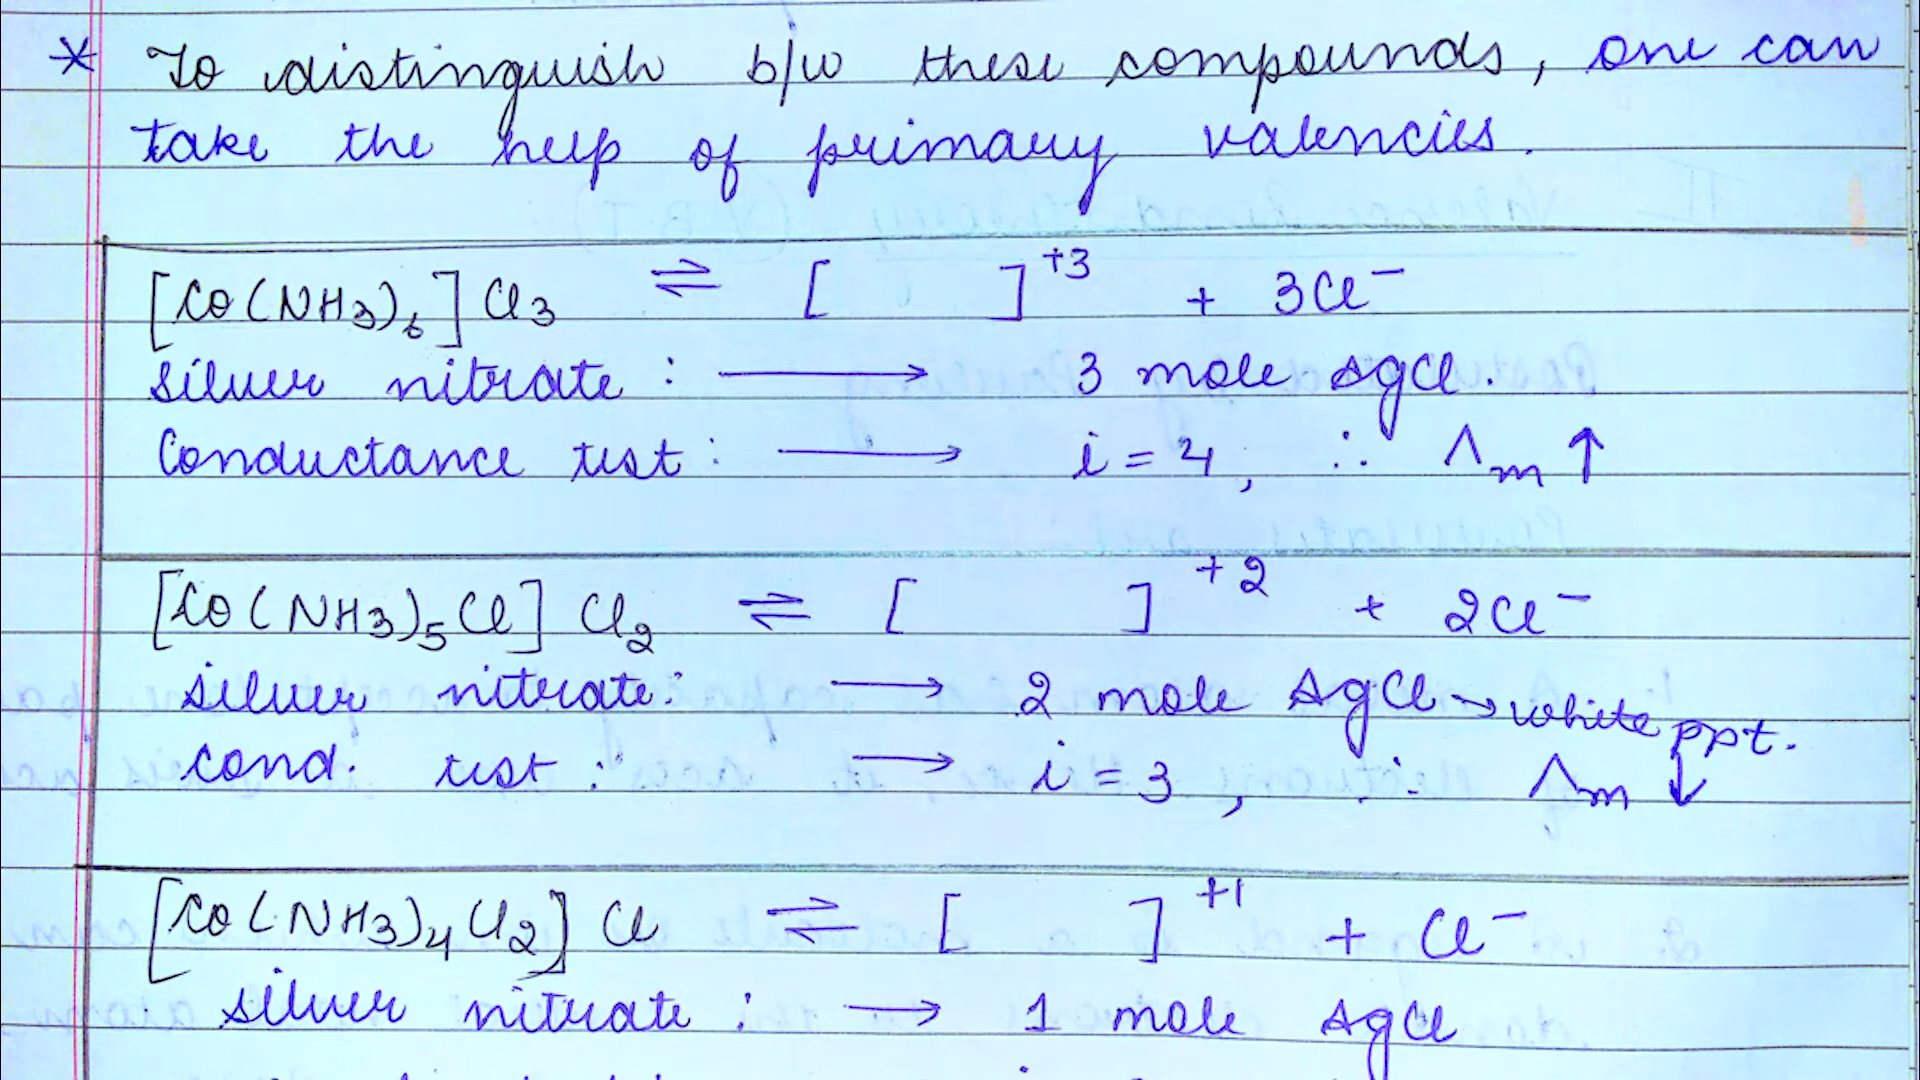 * To distinguish b/w these compounds, one can
take the help of primary valencies.
[Co(NH3)6] Cl3 ⇌ [ ]+3 + 3Cl⁻
silver nitrate : ⟶ 3 mole AgCl.
Conductance test : ⟶ i = 4, ∴ Λm ↑
[Co(NH3)5Cl] Cl2 ⇌ [ ]+2 + 2Cl⁻
silver nitrate: → 2 mole AgCl → white ppt.
cond. test : → i = 3, ∴ Λm ↓
[Co(NH3)4Cl2] Cl ⇌ [ ]+1 + Cl⁻
silver nitrate : → 1 mole AgCl